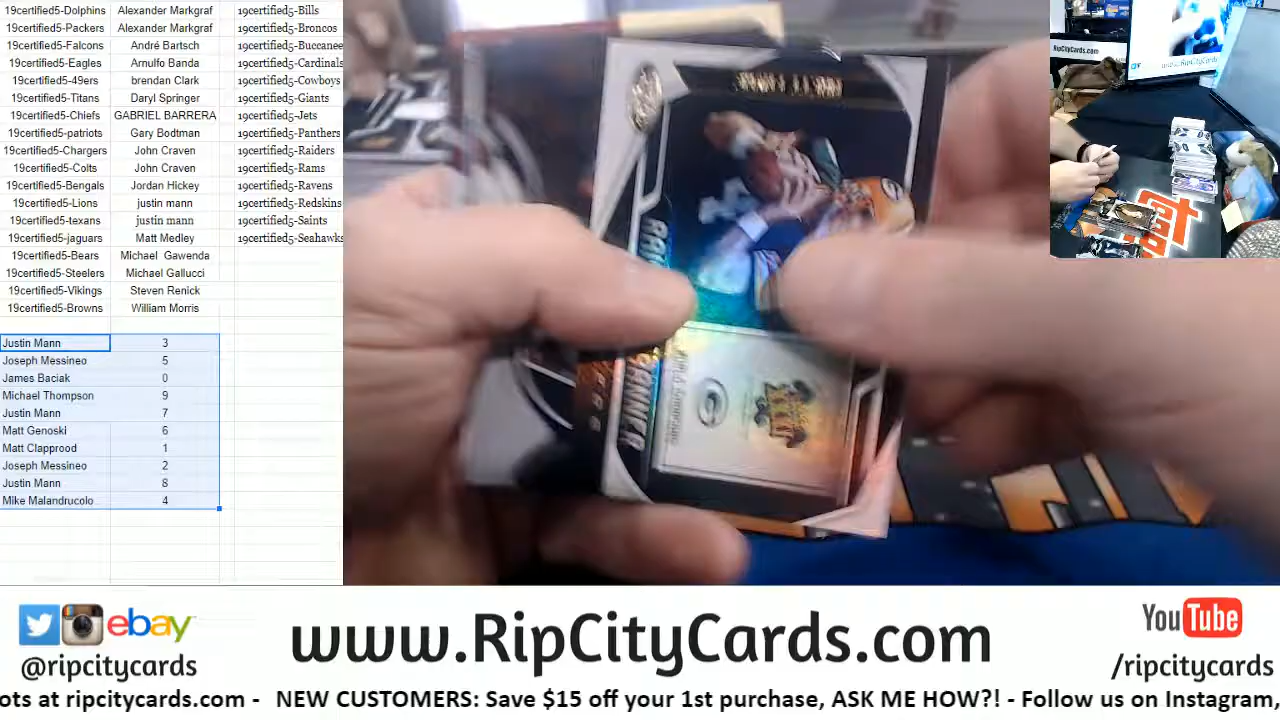 19certified5-Dolphins Alexander Markgraf 19certified5-Bills
19certified5-Packers Alexander Markgraf 19certified5-Broncos
19certified5-Falcons André Bartsch 19certified5-Buccanee
19certified5-Eagles Arnulfo Banda 19certified5-Cardinals
19certified5-49ers brendan Clark 19certified5-Cowboys
19certified5-Titans Daryl Springer 19certified5-Giants
19certified5-Chiefs GABRIEL BARRERA 19certified5-Jets
19certified5-patriots Gary Bodtman 19certified5-Panthers
19certified5-Chargers John Craven 19certified5-Raiders
19certified5-Colts John Craven 19certified5-Rams
19certified5-Bengals Jordan Hickey 19certified5-Ravens
19certified5-Lions justin mann 19certified5-Redskins
19certified5-texans justin mann 19certified5-Saints
19certified5-jaguars Matt Medley 19certified5-Seahawks
19certified5-Bears Michael Gawenda
19certified5-Steelers Michael Gallucci
19certified5-Vikings Steven Renick
19certified5-Browns William Morris
Justin Mann 3
Joseph Messineo 5
James Baciak 0
Michael Thompson 9
Justin Mann 7
Matt Genoski 6
Matt Clapprood 1
Joseph Messineo 2
Justin Mann 8
Mike Malandrucolo 4
RipCityCards.com
ebay
@ripcitycards
www.RipCityCards.com
YouTube
/ripcitycards
ots at ripcitycards.com - NEW CUSTOMERS: Save $15 off your 1st purchase, ASK ME HOW?! - Follow us on Instagram,